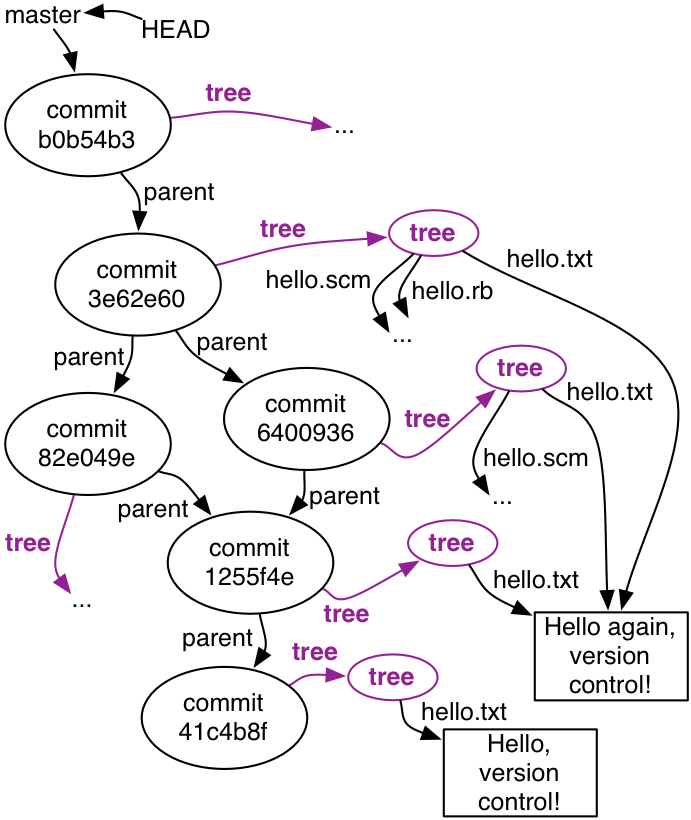 master
HEAD
commit
b0b54b3
tree
...
parent
commit
3e62e60
tree
tree
hello.scm
hello.rb
hello.txt
...
parent
parent
commit
82e049e
commit
6400936
tree
tree
hello.txt
hello.scm
...
parent
parent
tree
...
commit
1255f4e
tree
tree
hello.txt
Hello again,
version
control!
parent
commit
41c4b8f
tree
tree
hello.txt
Hello,
version
control!